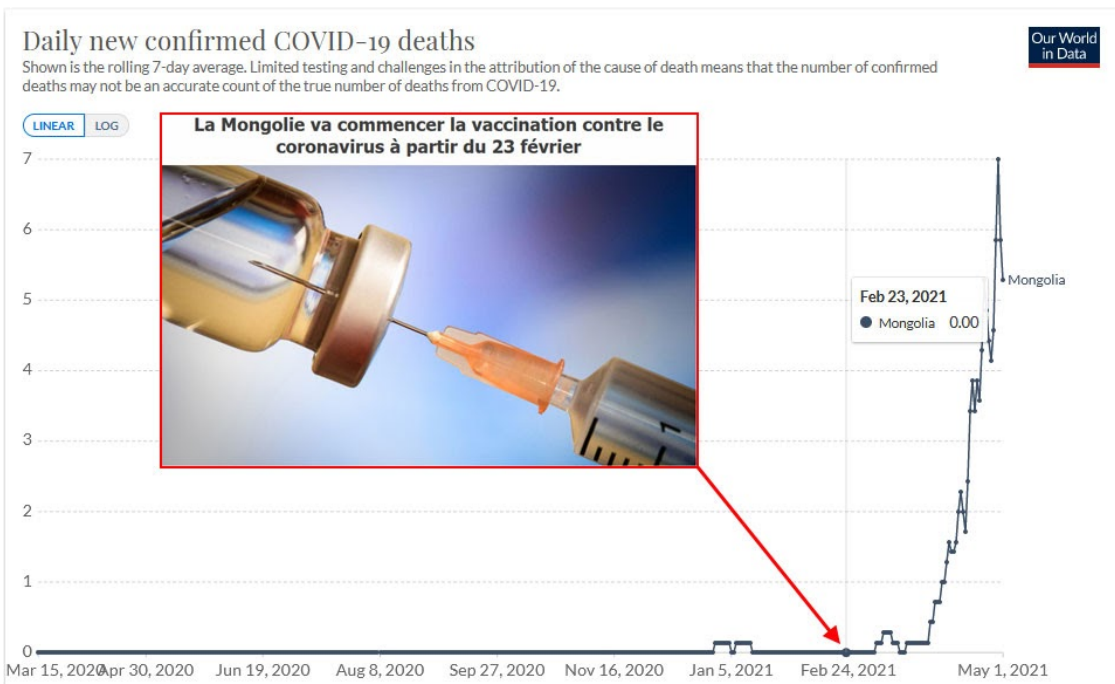 Daily new confirmed COVID-19 deaths
Our World
in Data
Shown is the rolling 7-day average. Limited testing and challenges in the attribution of the cause of death means that the number of confirmed
deaths may not be an accurate count of the true number of deaths from COVID-19.
LINEAR LOG
La Mongolie va commencer la vaccination contre le
coronavirus à partir du 23 février
7
6
5
4
3
2
1
0
1
Feb 23, 2021
Mongolia 0.00
Mongolia
Mar 15, 2020 Apr 30, 2020 Jun 19, 2020 Aug 8, 2020 Sep 27, 2020 Nov 16, 2020 Jan 5, 2021 Feb 24, 2021 May 1, 2021